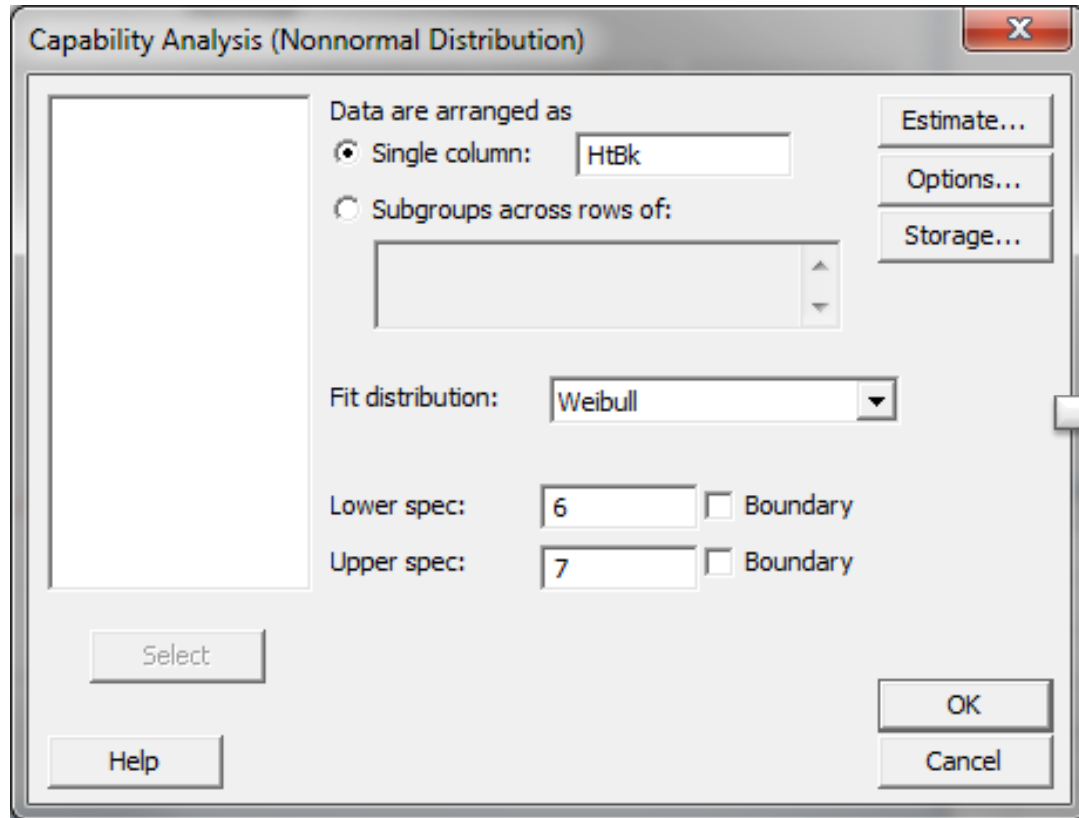 Capability Analysis (Nonnormal Distribution)
Data are arranged as
Single column: HtBk
Subgroups across rows of:
Estimate...
Options...
Storage...
Fit distribution: Weibull
Lower spec: 6 Boundary
Upper spec: 7 Boundary
Select
Help
OK
Cancel